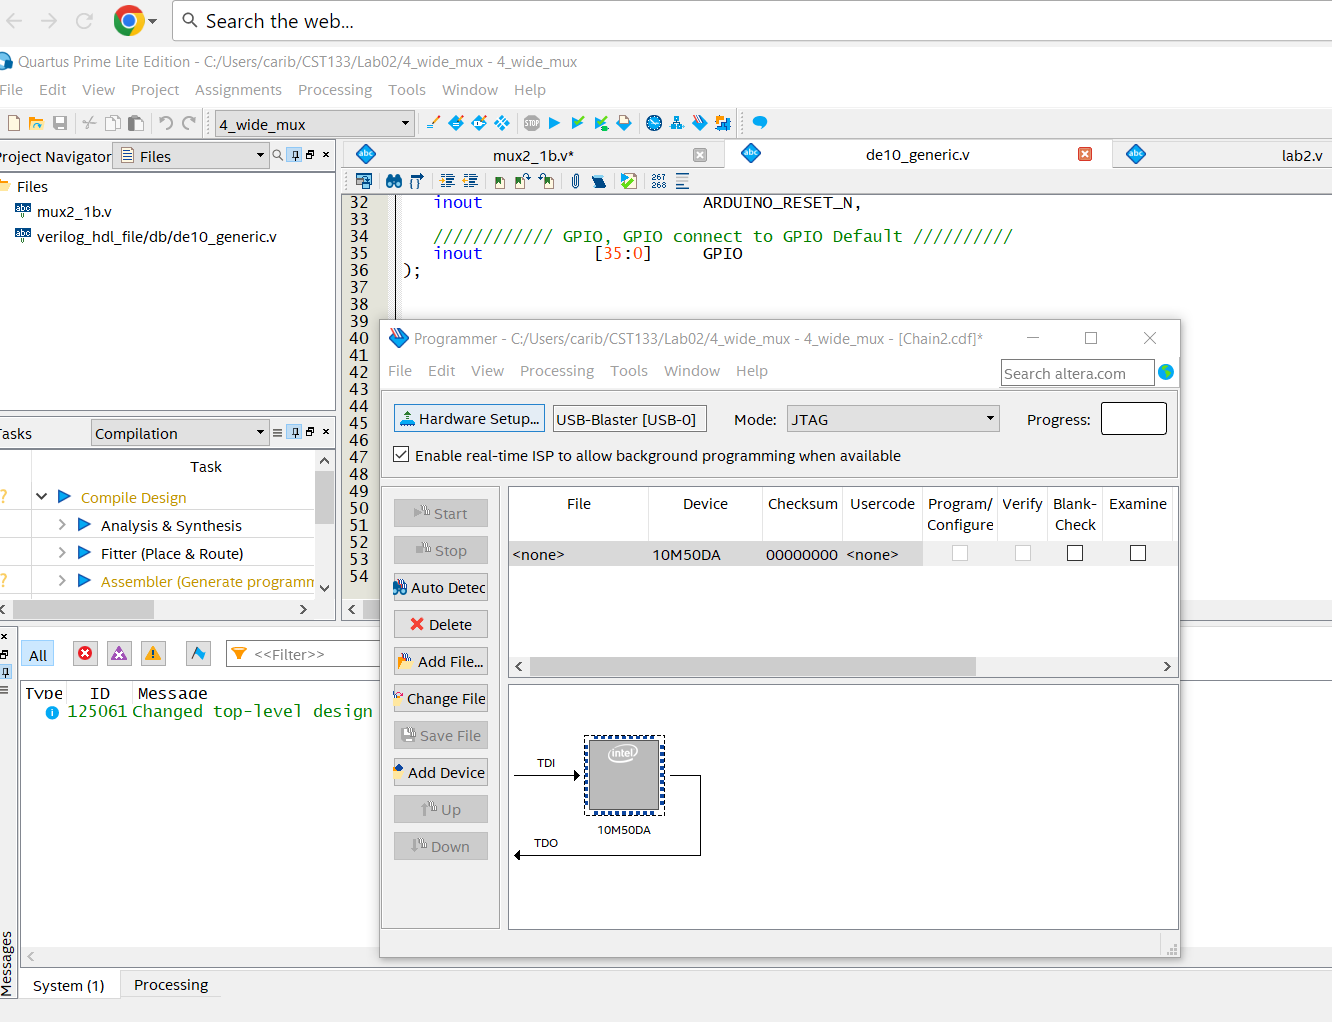 Search the web...
Quartus Prime Lite Edition - C:/Users/carib/CST133/Lab02/4_wide_mux - 4_wide_mux
File Edit View Project Assignments Processing Tools Window Help
4_wide_mux
Project Navigator Files
mux2_1b.v*
de10_generic.v
lab2.v
Files
mux2_1b.v
verilog_hdl_file/db/de10_generic.v
267
268
32 inout ARDUINO_RESET_N,
33
34 //////////// GPIO, GPIO connect to GPIO Default //////////
35 inout [35:0] GPIO
36 );
37
38
39
40
41
42
43
44
45
46
47
48
49
50
51
52
53
54
Tasks Compilation
Task
Compile Design
Analysis & Synthesis
Fitter (Place & Route)
Assembler (Generate programm
Programmer - C:/Users/carib/CST133/Lab02/4_wide_mux - 4_wide_mux - [Chain2.cdf]*
File Edit View Processing Tools Window Help
Search altera.com
Hardware Setup...
USB-Blaster [USB-0]
Mode:
JTAG
Progress:
Enable real-time ISP to allow background programming when available
Start
Stop
Auto Detec
Delete
Add File...
Change File
Save File
Add Device
Up
Down
File Device Checksum Usercode Program/ Configure Verify Blank- Check Examine
<none> 10M50DA 00000000 <none>
TDI
intel
10M50DA
TDO
All
<<Filter>>
Type ID Message
125061 Changed top-level design
Messages
System (1) Processing